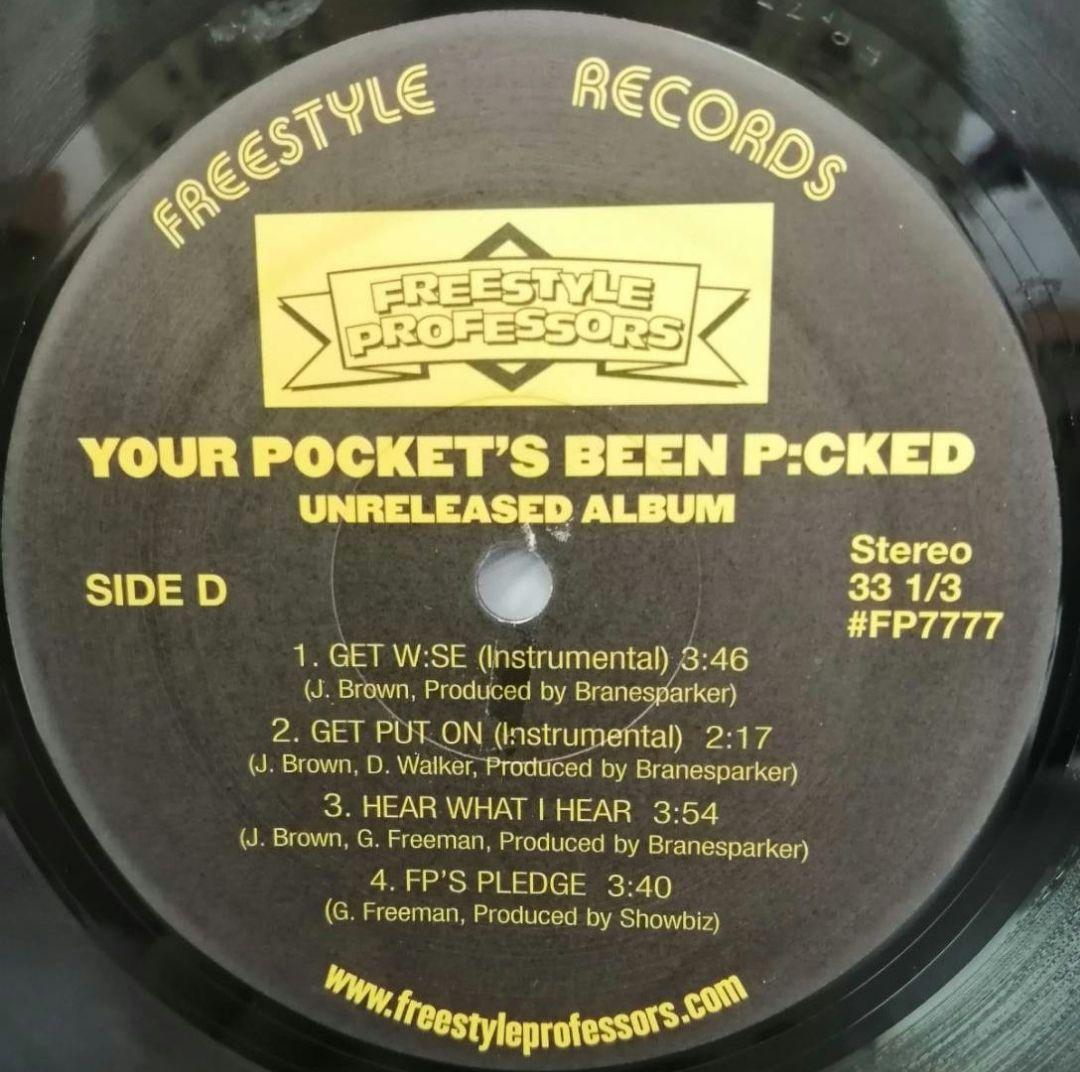 FREESTYLE RECORDS
FREESTYLE
PROFESSORS
YOUR POCKET'S BEEN P:CKED
UNRELEASED ALBUM
SIDE D
Stereo
33 1/3
#FP7777
1. GET W:SE (Instrumental) 3:46
(J. Brown, Produced by Branesparker)
2. GET PUT ON (Instrumental) 2:17
(J. Brown, D. Walker, Produced by Branesparker)
3. HEAR WHAT I HEAR 3:54
(J. Brown, G. Freeman, Produced by Branesparker)
4. FP'S PLEDGE 3:40
(G. Freeman, Produced by Showbiz)
www.freestyleprofessors.com